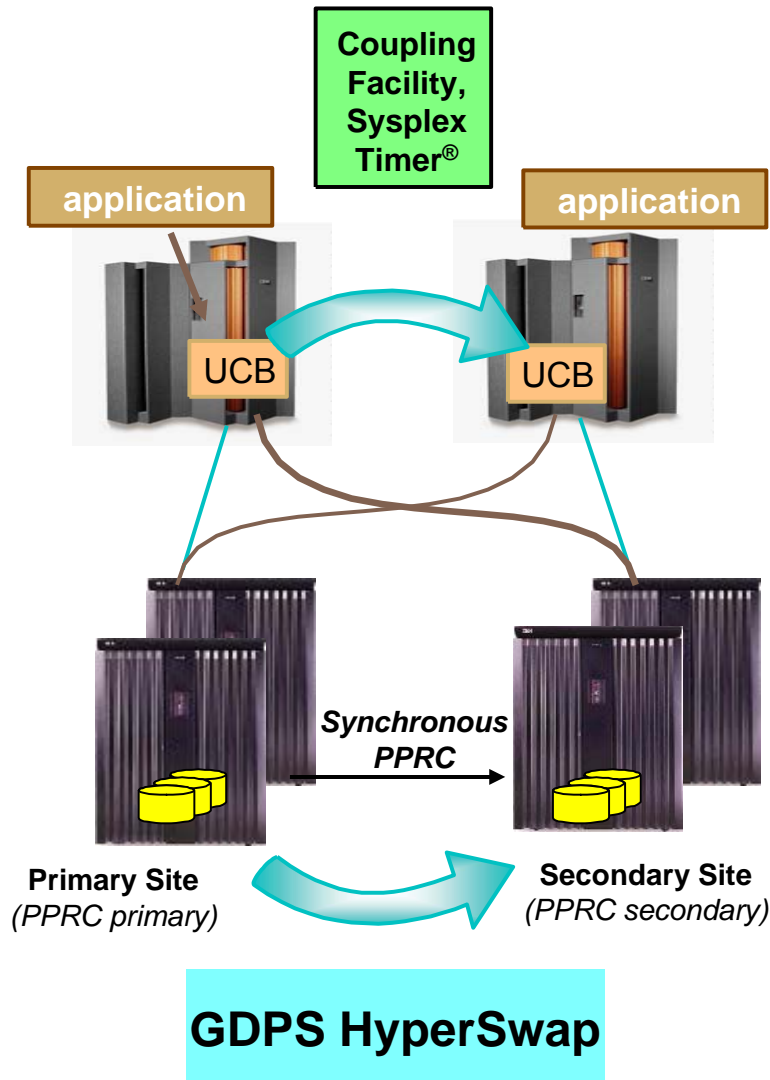 Coupling
Facility,
Sysplex
Timer®
application
application
UCB
UCB
Synchronous
PPRC
Primary Site
(PPRC primary)
Secondary Site
(PPRC secondary)
GDPS HyperSwap